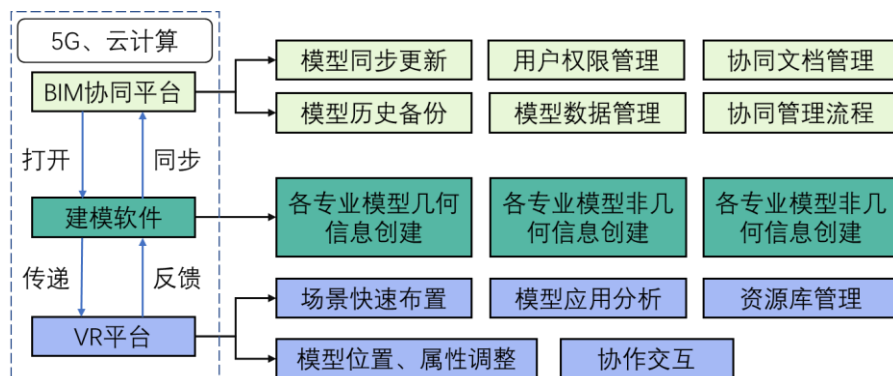 5G、云计算
BIM协同平台
模型同步更新
用户权限管理
协同文档管理
模型历史备份
模型数据管理
协同管理流程
打开
同步
建模软件
各专业模型几何
信息创建
各专业模型非几
何信息创建
各专业模型非几
何信息创建
传递
反馈
VR平台
场景快速布置
模型应用分析
资源库管理
模型位置、属性调整
协作交互